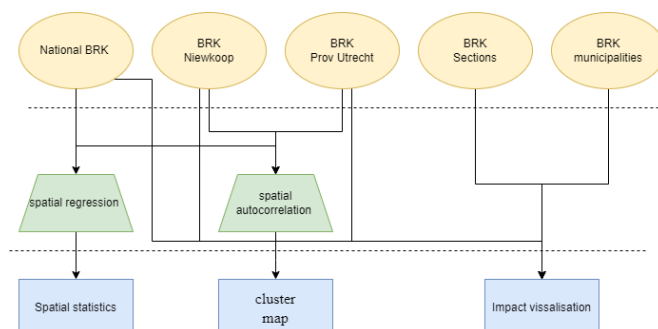 National BRK
BRK
Niewkoop
BRK
Prov Utrecht
BRK
Sections
BRK
municipalities
spatial regression
spatial
autocorrelation
Spatial statistics
cluster
map
Impact vissalisation